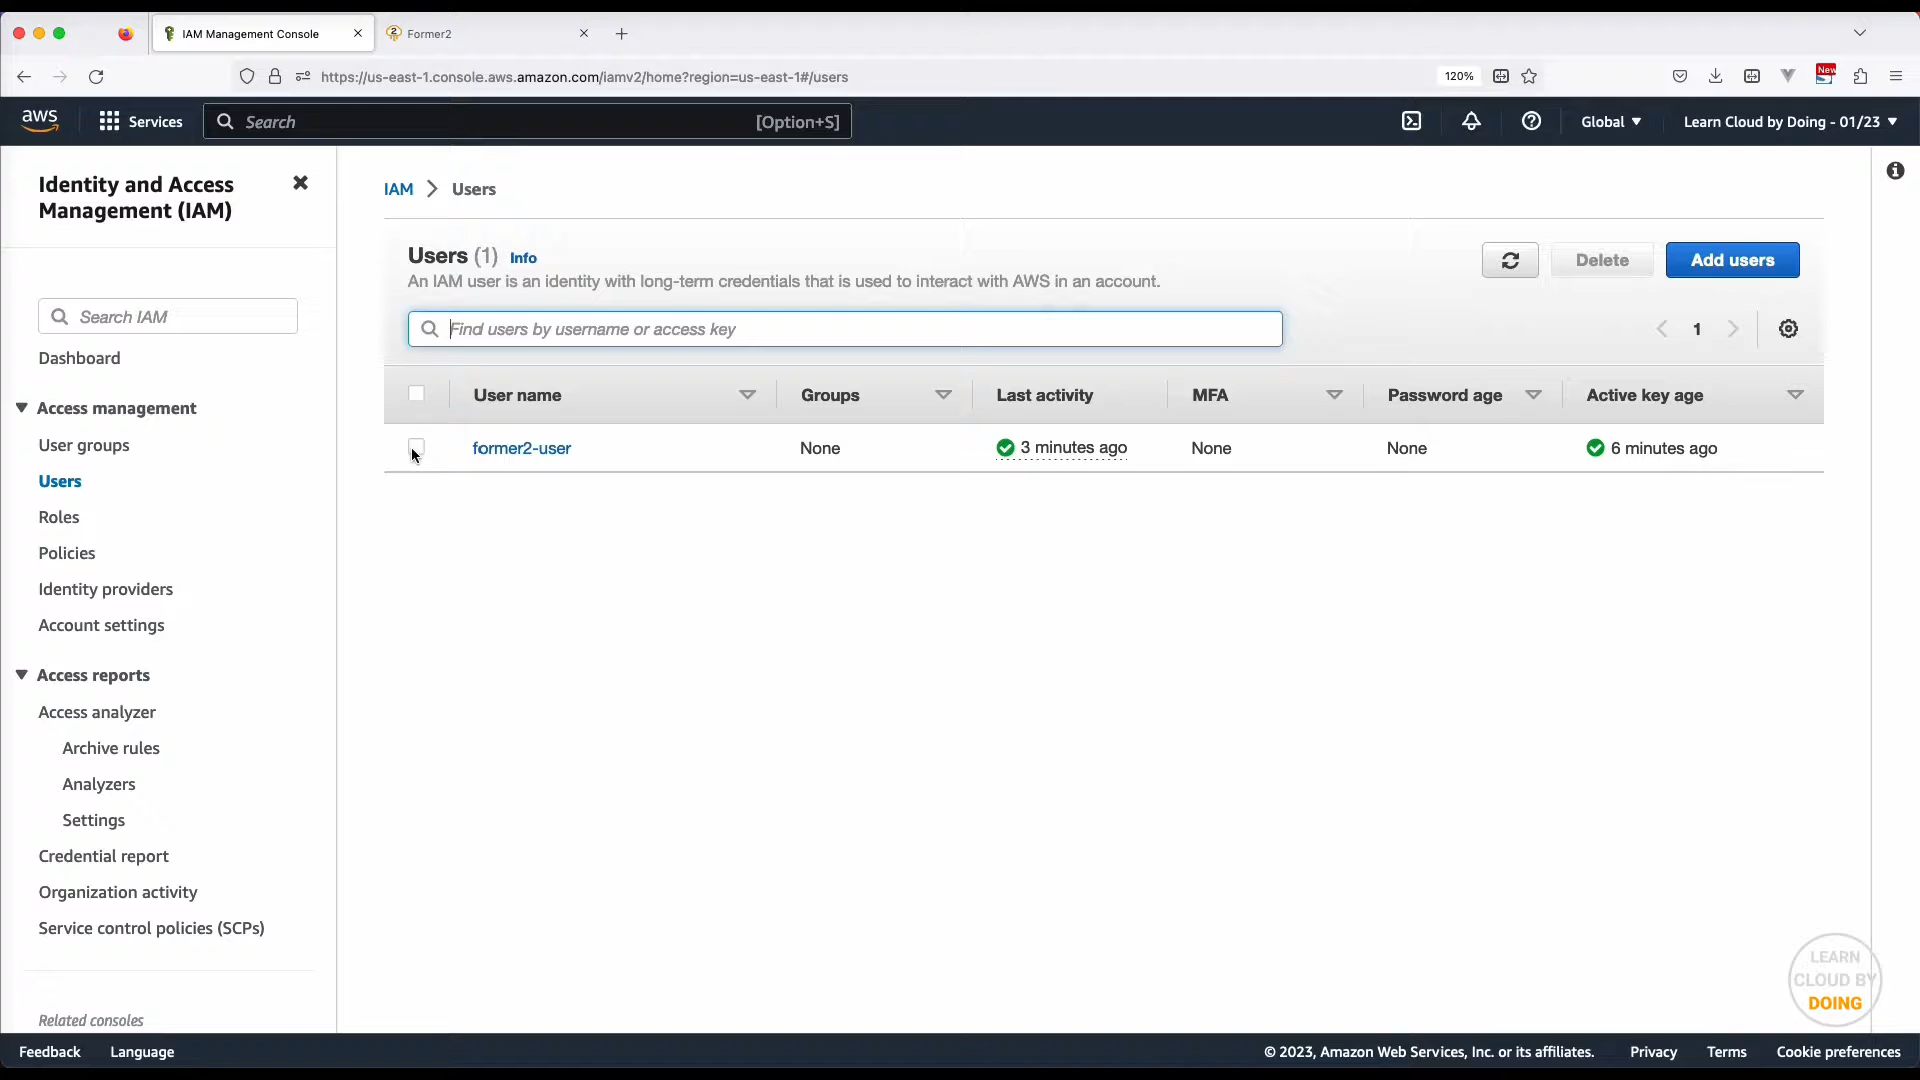 IAM Management Console
Former2
https://us-east-1.console.aws.amazon.com/iamv2/home?region=us-east-1#/users
120%
New
aws
Services
Search
[Option+S]
Global
Learn Cloud by Doing - 01/23
Identity and Access
Management (IAM)
Search IAM
Dashboard
Access management
User groups
Users
Roles
Policies
Identity providers
Account settings
Access reports
Access analyzer
Archive rules
Analyzers
Settings
Credential report
Organization activity
Service control policies (SCPs)
Related consoles
IAM > Users
Users (1) Info
An IAM user is an identity with long-term credentials that is used to interact with AWS in an account.
Delete
Add users
Find users by username or access key
1
User name Groups Last activity MFA Password age Active key age
former2-user None 3 minutes ago None None 6 minutes ago
LEARN
CLOUD BY
DOING
Feedback Language © 2023, Amazon Web Services, Inc. or its affiliates. Privacy Terms Cookie preferences